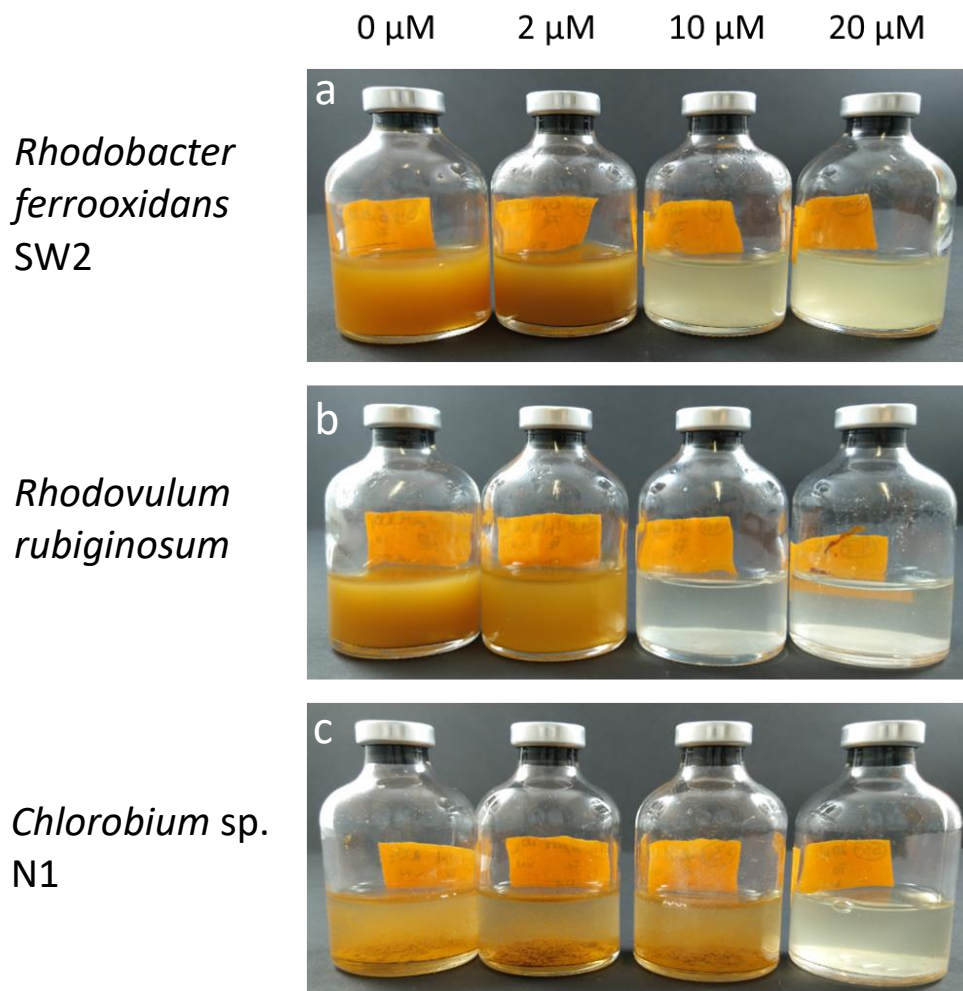 0 μM 2 μM 10 μM 20 μM
a
Rhodobacter
ferrooxidans
SW2
b
Rhodovulum
rubiginosum
c
Chlorobium sp.
N1